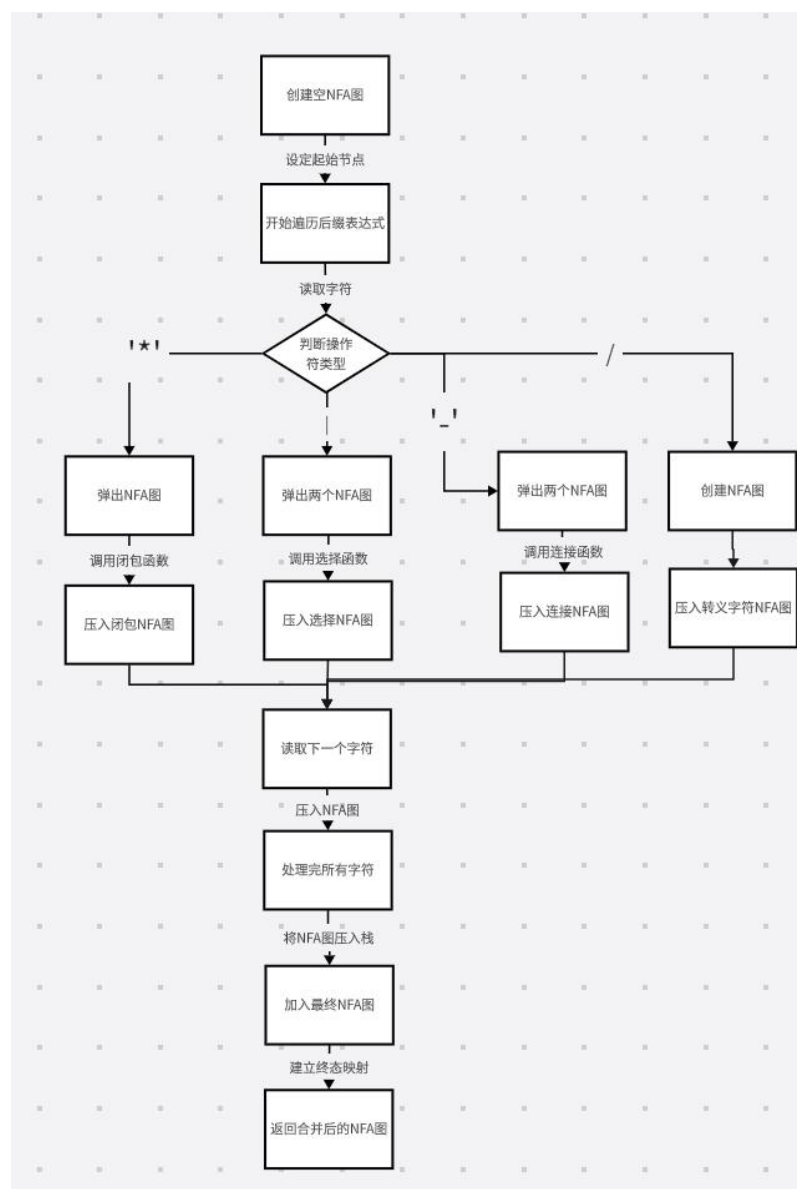 创建空NFA图
设定起始节点
开始遍历后缀表达式
读取字符
判断操作
符类型
'*'
|
'_'
/
弹出NFA图
弹出两个NFA图
弹出两个NFA图
创建NFA图
调用闭包函数
调用选择函数
调用连接函数
压入闭包NFA图
压入选择NFA图
压入连接NFA图
压入转义字符NFA图
读取下一个字符
压入NFA图
处理完所有字符
将NFA图压入栈
加入最终NFA图
建立终态映射
返回合并后的NFA图